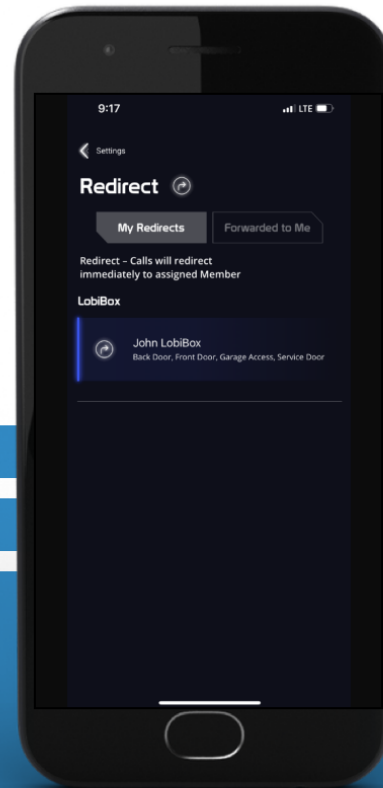 9:17
LTE
Settings
Redirect
My Redirects
Forwarded to Me
Redirect – Calls will redirect
immediately to assigned Member
LobiBox
John LobiBox
Back Door, Front Door, Garage Access, Service Door